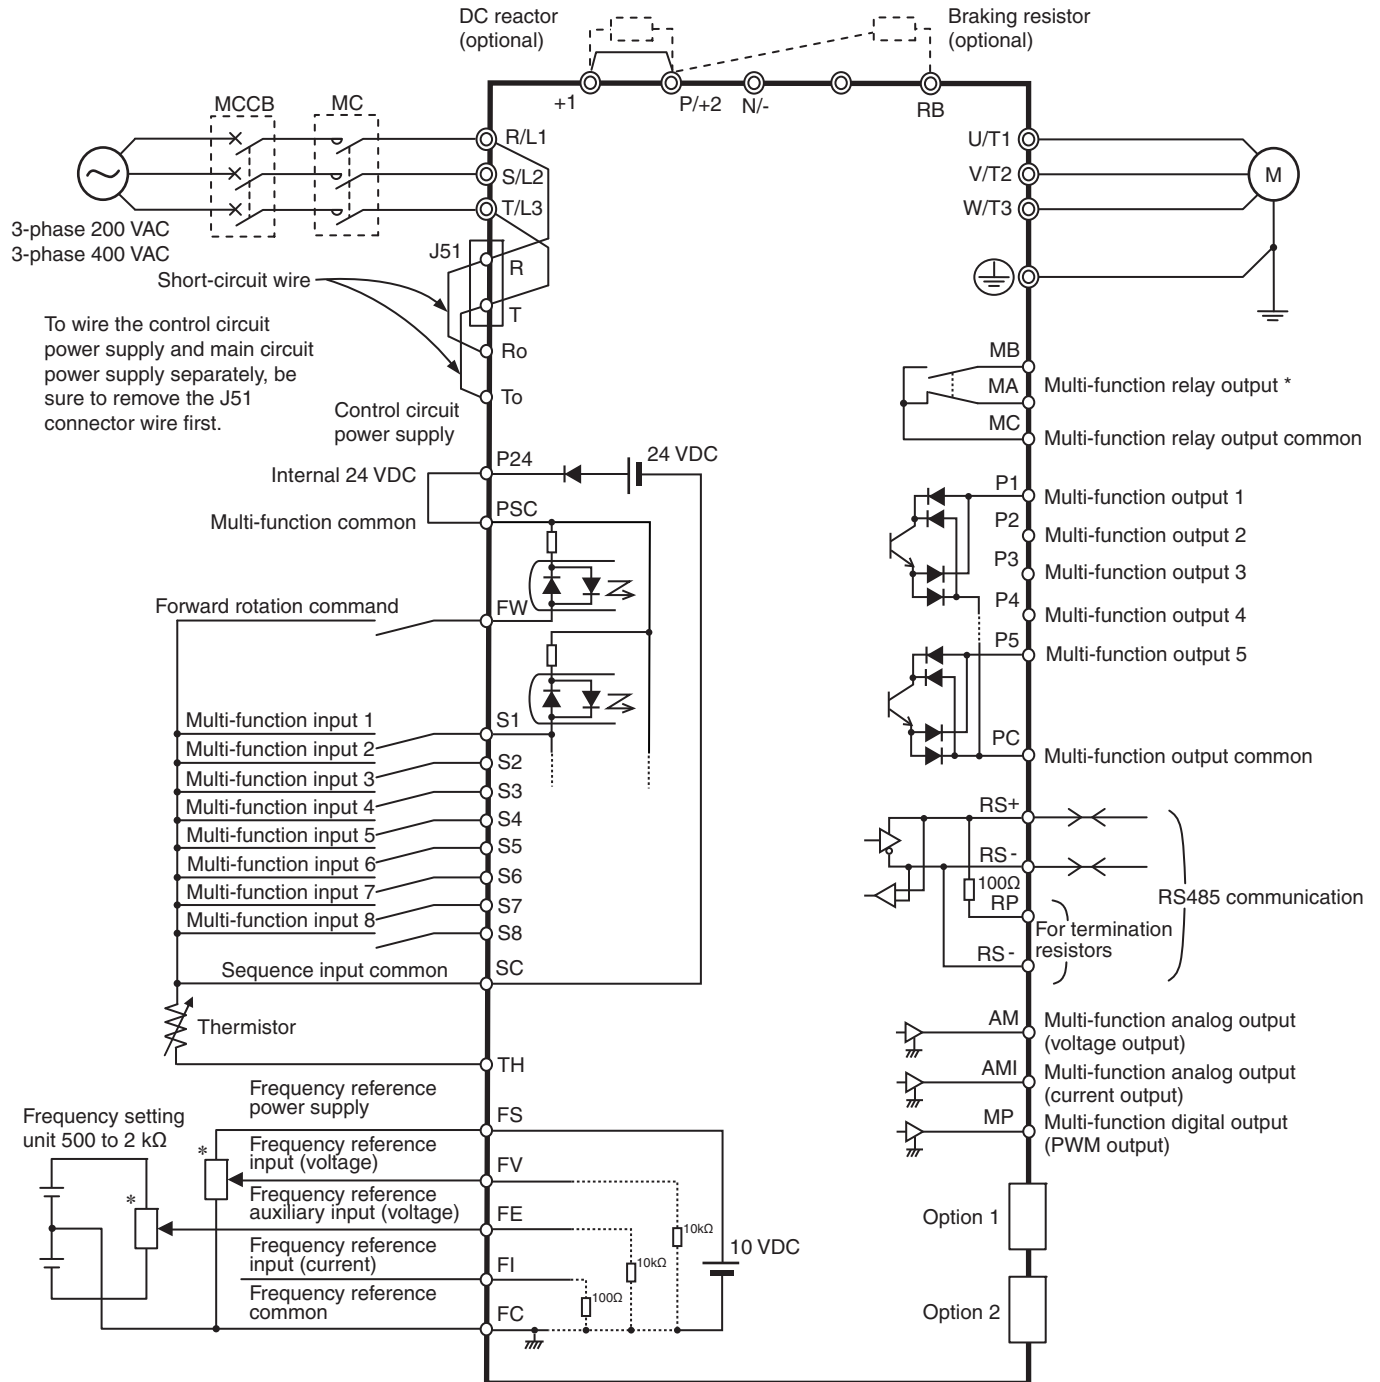 DC reactor
(optional)
Braking resistor
(optional)
+1
P/+2
N/-
RB
MCCB
MC
R/L1
S/L2
T/L3
3-phase 200 VAC
3-phase 400 VAC
J51
R
T
Short-circuit wire
To wire the control circuit
power supply and main circuit
power supply separately, be
sure to remove the J51
connector wire first.
Ro
To
Control circuit
power supply
Internal 24 VDC
P24
24 VDC
Multi-function common
PSC
Forward rotation command
FW
Multi-function input 1
S1
Multi-function input 2
S2
Multi-function input 3
S3
Multi-function input 4
S4
Multi-function input 5
S5
Multi-function input 6
S6
Multi-function input 7
S7
Multi-function input 8
S8
Sequence input common
SC
Thermistor
TH
Frequency setting
unit 500 to 2 kΩ
*
*
Frequency reference
power supply
FS
Frequency reference
input (voltage)
FV
Frequency reference
auxiliary input (voltage)
FE
Frequency reference
input (current)
FI
Frequency reference
common
FC
10kΩ
10kΩ
100Ω
10 VDC
U/T1
V/T2
W/T3
M
MB
MA
Multi-function relay output *
MC
Multi-function relay output common
P1
Multi-function output 1
P2
Multi-function output 2
P3
Multi-function output 3
P4
Multi-function output 4
P5
Multi-function output 5
PC
Multi-function output common
RS+
RS-
100Ω
RP
RS-
For termination
resistors
RS485 communication
AM
Multi-function analog output
(voltage output)
AMI
Multi-function analog output
(current output)
MP
Multi-function digital output
(PWM output)
Option 1
Option 2